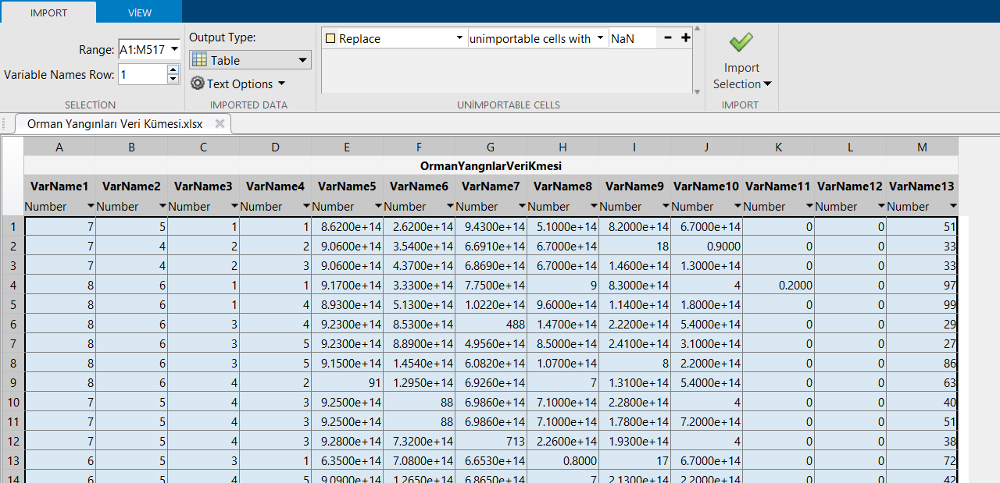 IMPORT VİEW
Range: A1:M517
Variable Names Row: 1
SELECTİON
Output Type:
Table
Text Options
IMPORTED DATA
Replace unimportable cells with NaN
UNIMPORTABLE CELLS
Import
Selection
IMPORT
Orman Yangınları Veri Kümesi.xlsx
A B C D E F G H I J K L M
OrmanYangnlarVeriKmesi
VarName1 VarName2 VarName3 VarName4 VarName5 VarName6 VarName7 VarName8 VarName9 VarName10 VarName11 VarName12 VarName13
Number Number Number Number Number Number Number Number Number Number Number Number Number
1 7 5 1 1 8.6200e+14 2.6200e+14 9.4300e+14 5.1000e+14 8.2000e+14 6.7000e+14 0 0 51
2 7 4 2 2 9.0600e+14 3.5400e+14 6.6910e+14 6.7000e+14 18 0.9000 0 0 33
3 7 4 2 3 9.0600e+14 4.3700e+14 6.8690e+14 6.7000e+14 1.4600e+14 1.3000e+14 0 0 33
4 8 6 1 1 9.1700e+14 3.3300e+14 7.7500e+14 9 8.3000e+14 4 0.2000 0 97
5 8 6 1 4 8.9300e+14 5.1300e+14 1.0220e+14 9.6000e+14 1.1400e+14 1.8000e+14 0 0 99
6 8 6 3 4 9.2300e+14 8.5300e+14 488 1.4700e+14 2.2200e+14 5.4000e+14 0 0 29
7 8 6 3 5 9.2300e+14 8.8900e+14 4.9560e+14 8.5000e+14 2.4100e+14 3.1000e+14 0 0 27
8 8 6 3 5 9.1500e+14 1.4540e+14 6.0820e+14 1.0700e+14 8 2.2000e+14 0 0 86
9 8 6 4 2 91 1.2950e+14 6.9260e+14 7 1.3100e+14 5.4000e+14 0 0 63
10 7 5 4 3 9.2500e+14 88 6.9860e+14 7.1000e+14 2.2800e+14 4 0 0 40
11 7 5 4 3 9.2500e+14 88 6.9860e+14 7.1000e+14 1.7800e+14 7.2000e+14 0 0 51
12 7 5 4 3 9.2800e+14 7.3200e+14 713 2.2600e+14 1.9300e+14 4 0 0 38
13 6 5 3 1 6.3500e+14 7.0800e+14 6.6530e+14 0.8000 17 6.7000e+14 0 0 72
14 6 5 4 5 9.0900e+14 1.2650e+14 6.8650e+14 7 2.1300e+14 2.2000e+14 0 0 42